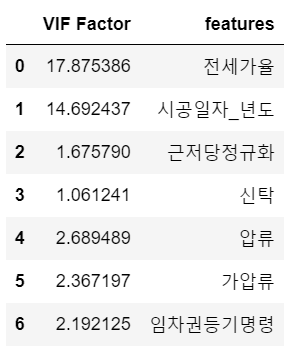 VIF Factor features
0 17.875386 전세가율
1 14.692437 시공일자_년도
2 1.675790 근저당정규화
3 1.061241 신탁
4 2.689489 압류
5 2.367197 가압류
6 2.192125 임차권등기명령